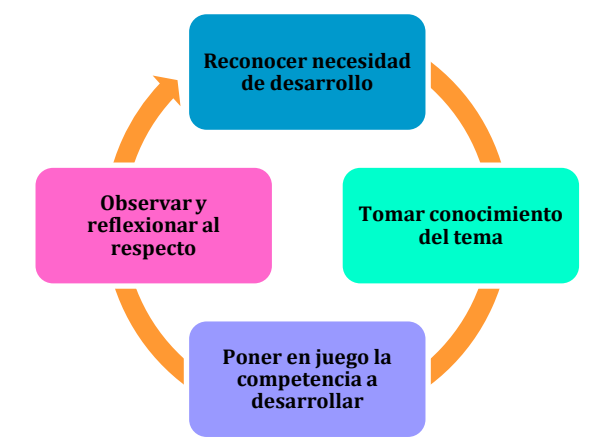 Reconocer necesidad
de desarrollo
Tomar conocimiento
del tema
Poner en juego la
competencia a
desarrollar
Observar y
reflexionar al
respecto